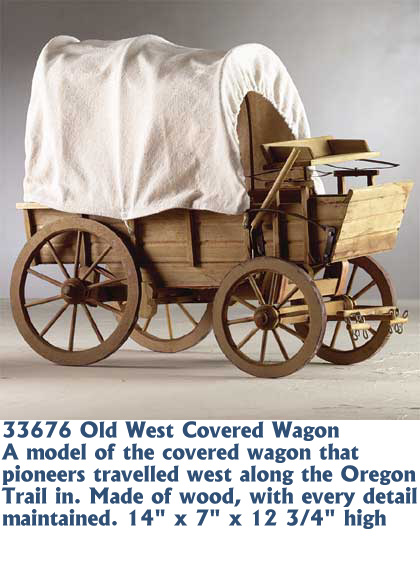 33676 Old West Covered Wagon
A model of the covered wagon that
pioneers travelled west along the Oregon
Trail in. Made of wood, with every detail
maintained. 14" x 7" x 12 3/4" high